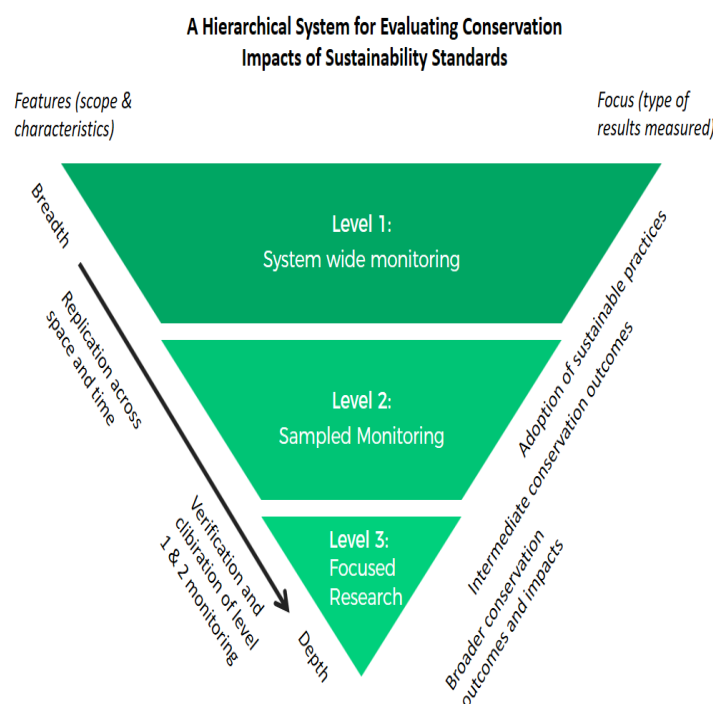 A Hierarchical System for Evaluating Conservation
Impacts of Sustainability Standards
Features (scope &
characteristics)
Focus (type of
results measured)
Breadth
Replication across
space and time
Verification and
clibiration of level
1 & 2 monitoring
Depth
Level 1:
System wide monitoring
Level 2:
Sampled Monitoring
Level 3:
Focused
Research
Adoption of sustainable practices
Intermediate conservation outcomes
Broader conservation
outcomes and impacts